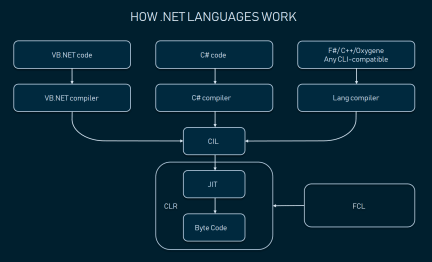 HOW .NET LANGUAGES WORK
VB.NET code
C# code
F#/C++/Oxygene
Any CLI-compatible
VB.NET compiler
C# compiler
Lang compiler
CIL
JIT
CLR
FCL
Byte Code